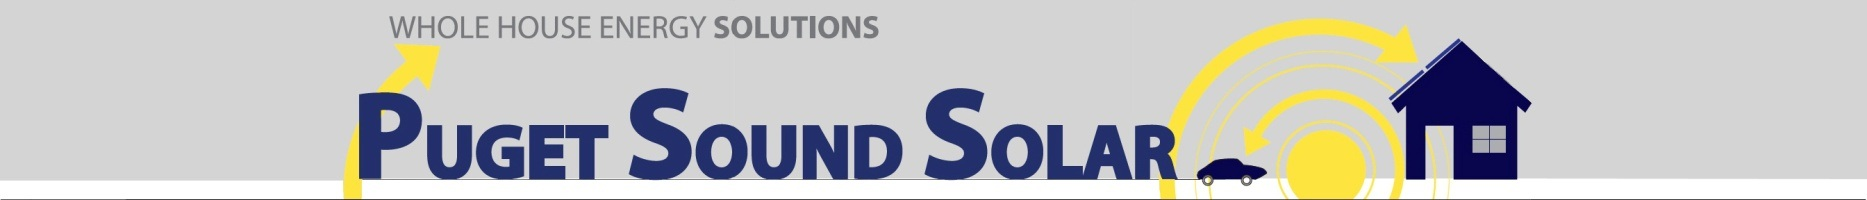 WHOLE HOUSE ENERGY SOLUTIONS
PUGET SOUND SOLAR